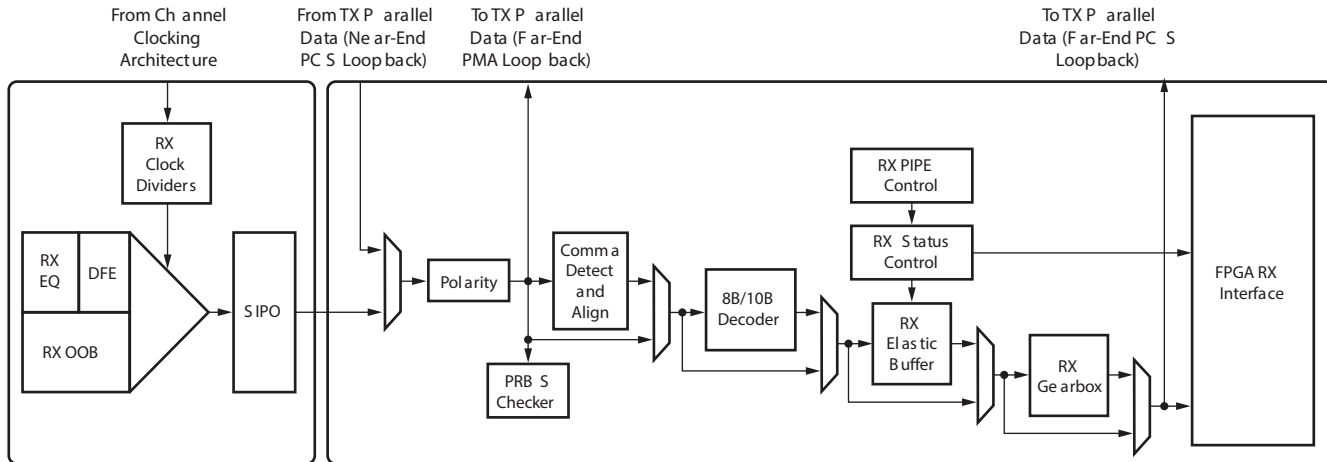 From Channel
Clocking
Architecture
From TX Parallel
Data (Near-End
PCS Loopback)
To TX Parallel
Data (Far-End
PMA Loopback)
To TX Parallel
Data (Far-End PCS
Loopback)
RX
Clock
Dividers
RX
EQ
DFE
RX OOB
SIPO
Polarity
PRBS
Checker
Comma
Detect
and
Align
8B/10B
Decoder
RX PIPE
Control
RX Status
Control
RX
Elastic
Buffer
RX
Gearbox
FPGA RX
Interface